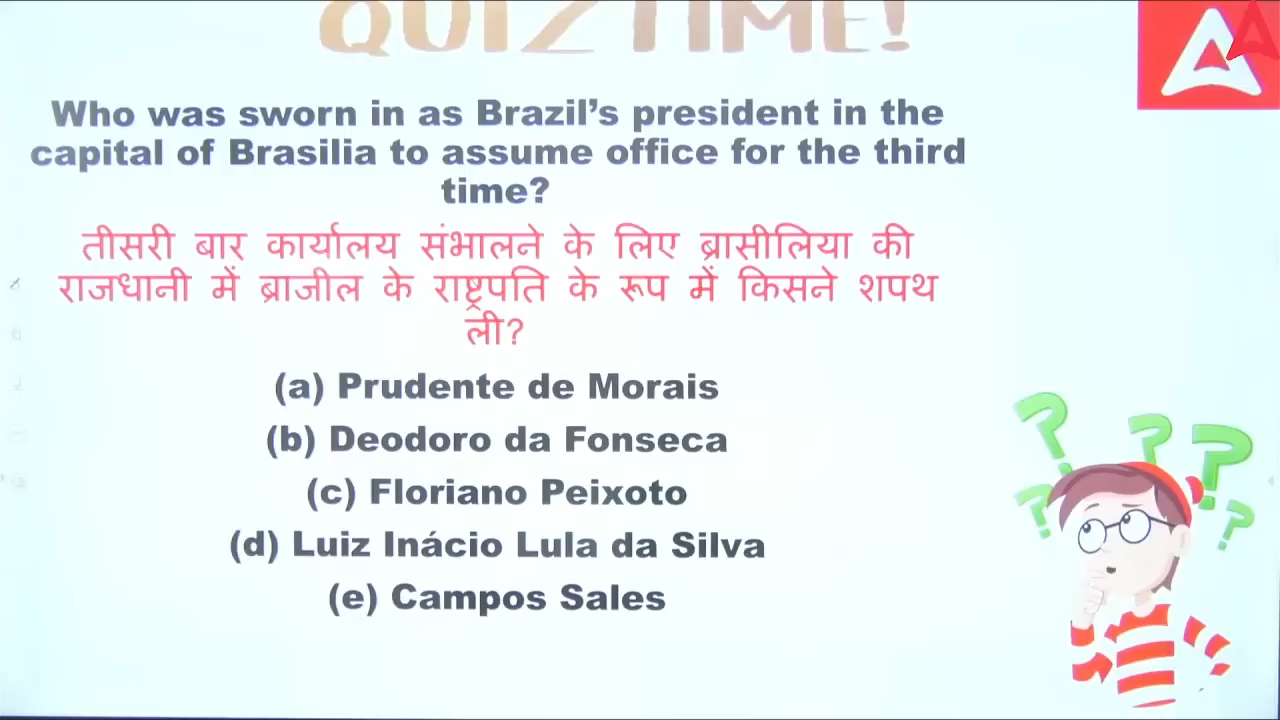 QUIZ TIME!
Who was sworn in as Brazil’s president in the
capital of Brasilia to assume office for the third
time?
तीसरी बार कार्यालय संभालने के लिए ब्रासीलिया की
राजधानी में ब्राजील के राष्ट्रपति के रूप में किसने शपथ
ली?
(a) Prudente de Morais
(b) Deodoro da Fonseca
(c) Floriano Peixoto
(d) Luiz Inácio Lula da Silva
(e) Campos Sales